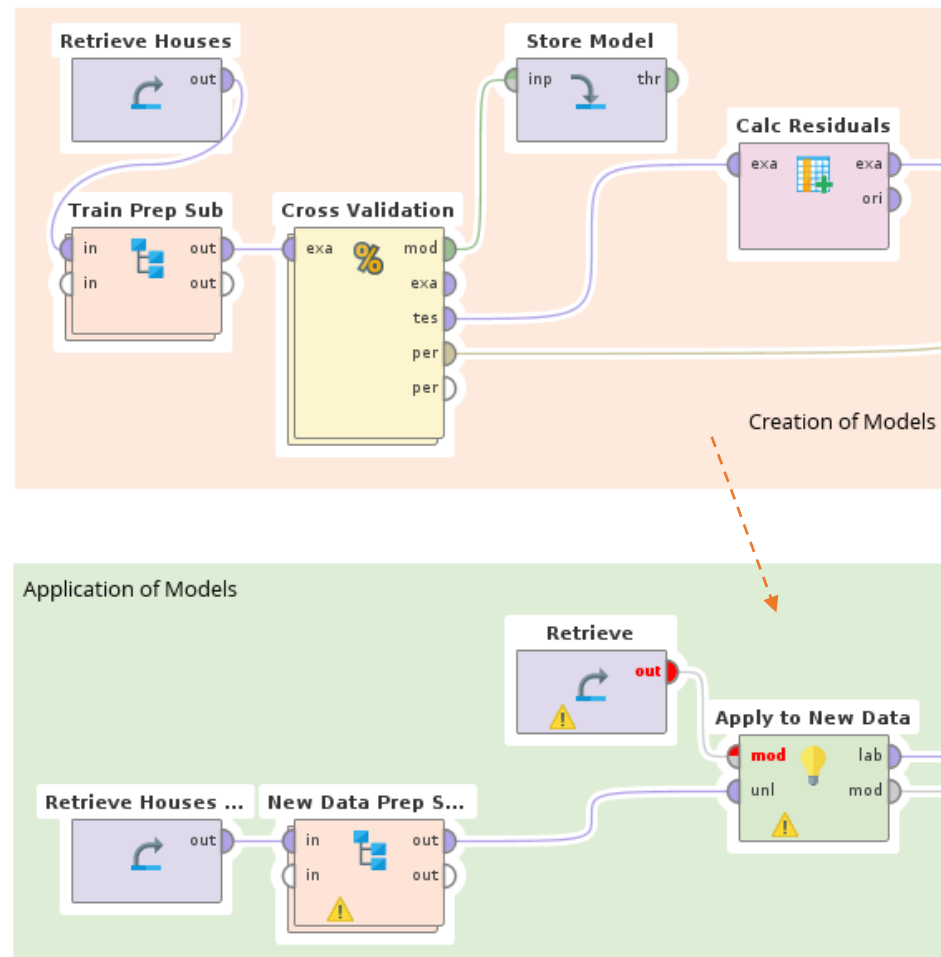 Retrieve Houses
out
Store Model
inp thr
Calc Residuals
exa exa
ori
Train Prep Sub
in out
in out
Cross Validation
exa mod
exa
tes
per
per
Creation of Models
Application of Models
Retrieve
out
Apply to New Data
mod lab
unl mod
Retrieve Houses ...
out
New Data Prep S...
in out
in out